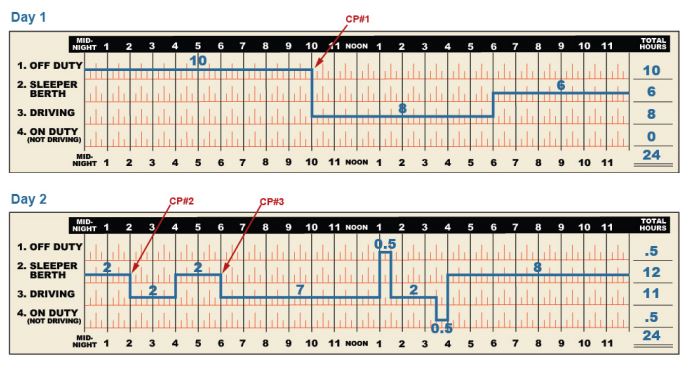 Day 1
CP#1
MID-
NIGHT 1 2 3 4 5 6 7 8 9 10 11 NOON 1 2 3 4 5 6 7 8 9 10 11
TOTAL
HOURS
1. OFF DUTY
10
10
2. SLEEPER
BERTH
6
6
3. DRIVING
8
8
4. ON DUTY
(NOT DRIVING)
0
MID-
NIGHT 1 2 3 4 5 6 7 8 9 10 11 NOON 1 2 3 4 5 6 7 8 9 10 11
24
Day 2
CP#2
CP#3
MID-
NIGHT 1 2 3 4 5 6 7 8 9 10 11 NOON 1 2 3 4 5 6 7 8 9 10 11
TOTAL
HOURS
1. OFF DUTY
0.5
.5
2. SLEEPER
BERTH
2 2 8
12
3. DRIVING
2 7 2
11
4. ON DUTY
(NOT DRIVING)
0.5
.5
MID-
NIGHT 1 2 3 4 5 6 7 8 9 10 11 NOON 1 2 3 4 5 6 7 8 9 10 11
24